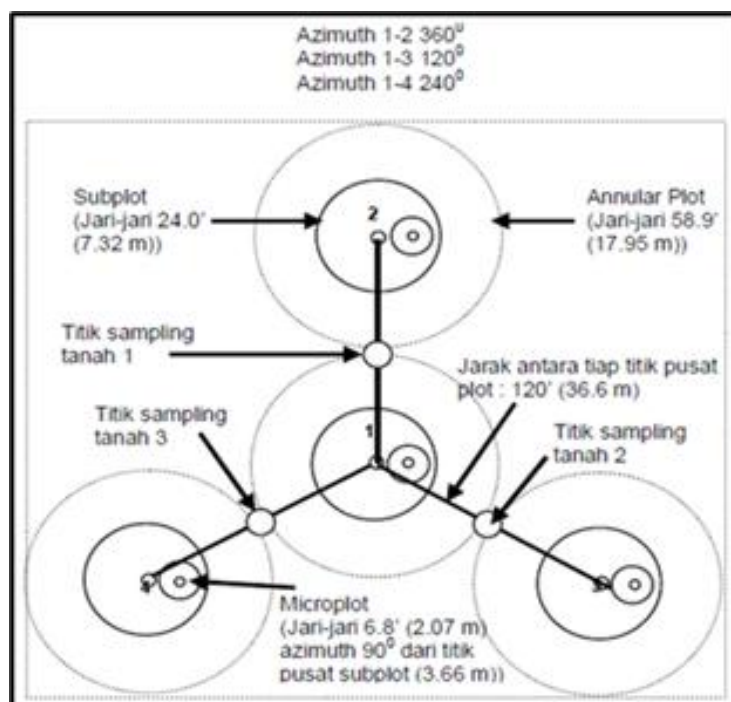 Azimuth 1-2 360⁰
Azimuth 1-3 120⁰
Azimuth 1-4 240⁰
Subplot
(Jari-jari 24.0’
(7.32 m))
Annular Plot
(Jari-jari 58.9’
(17.95 m))
2
Titik sampling
tanah 1
Jarak antara tiap titik pusat
plot : 120’ (36.6 m)
Titik sampling
tanah 3
1
Titik sampling
tanah 2
4
Microplot
(Jari-jari 6.8’ (2.07 m)
azimuth 90⁰ dari titik
pusat subplot (3.66 m))